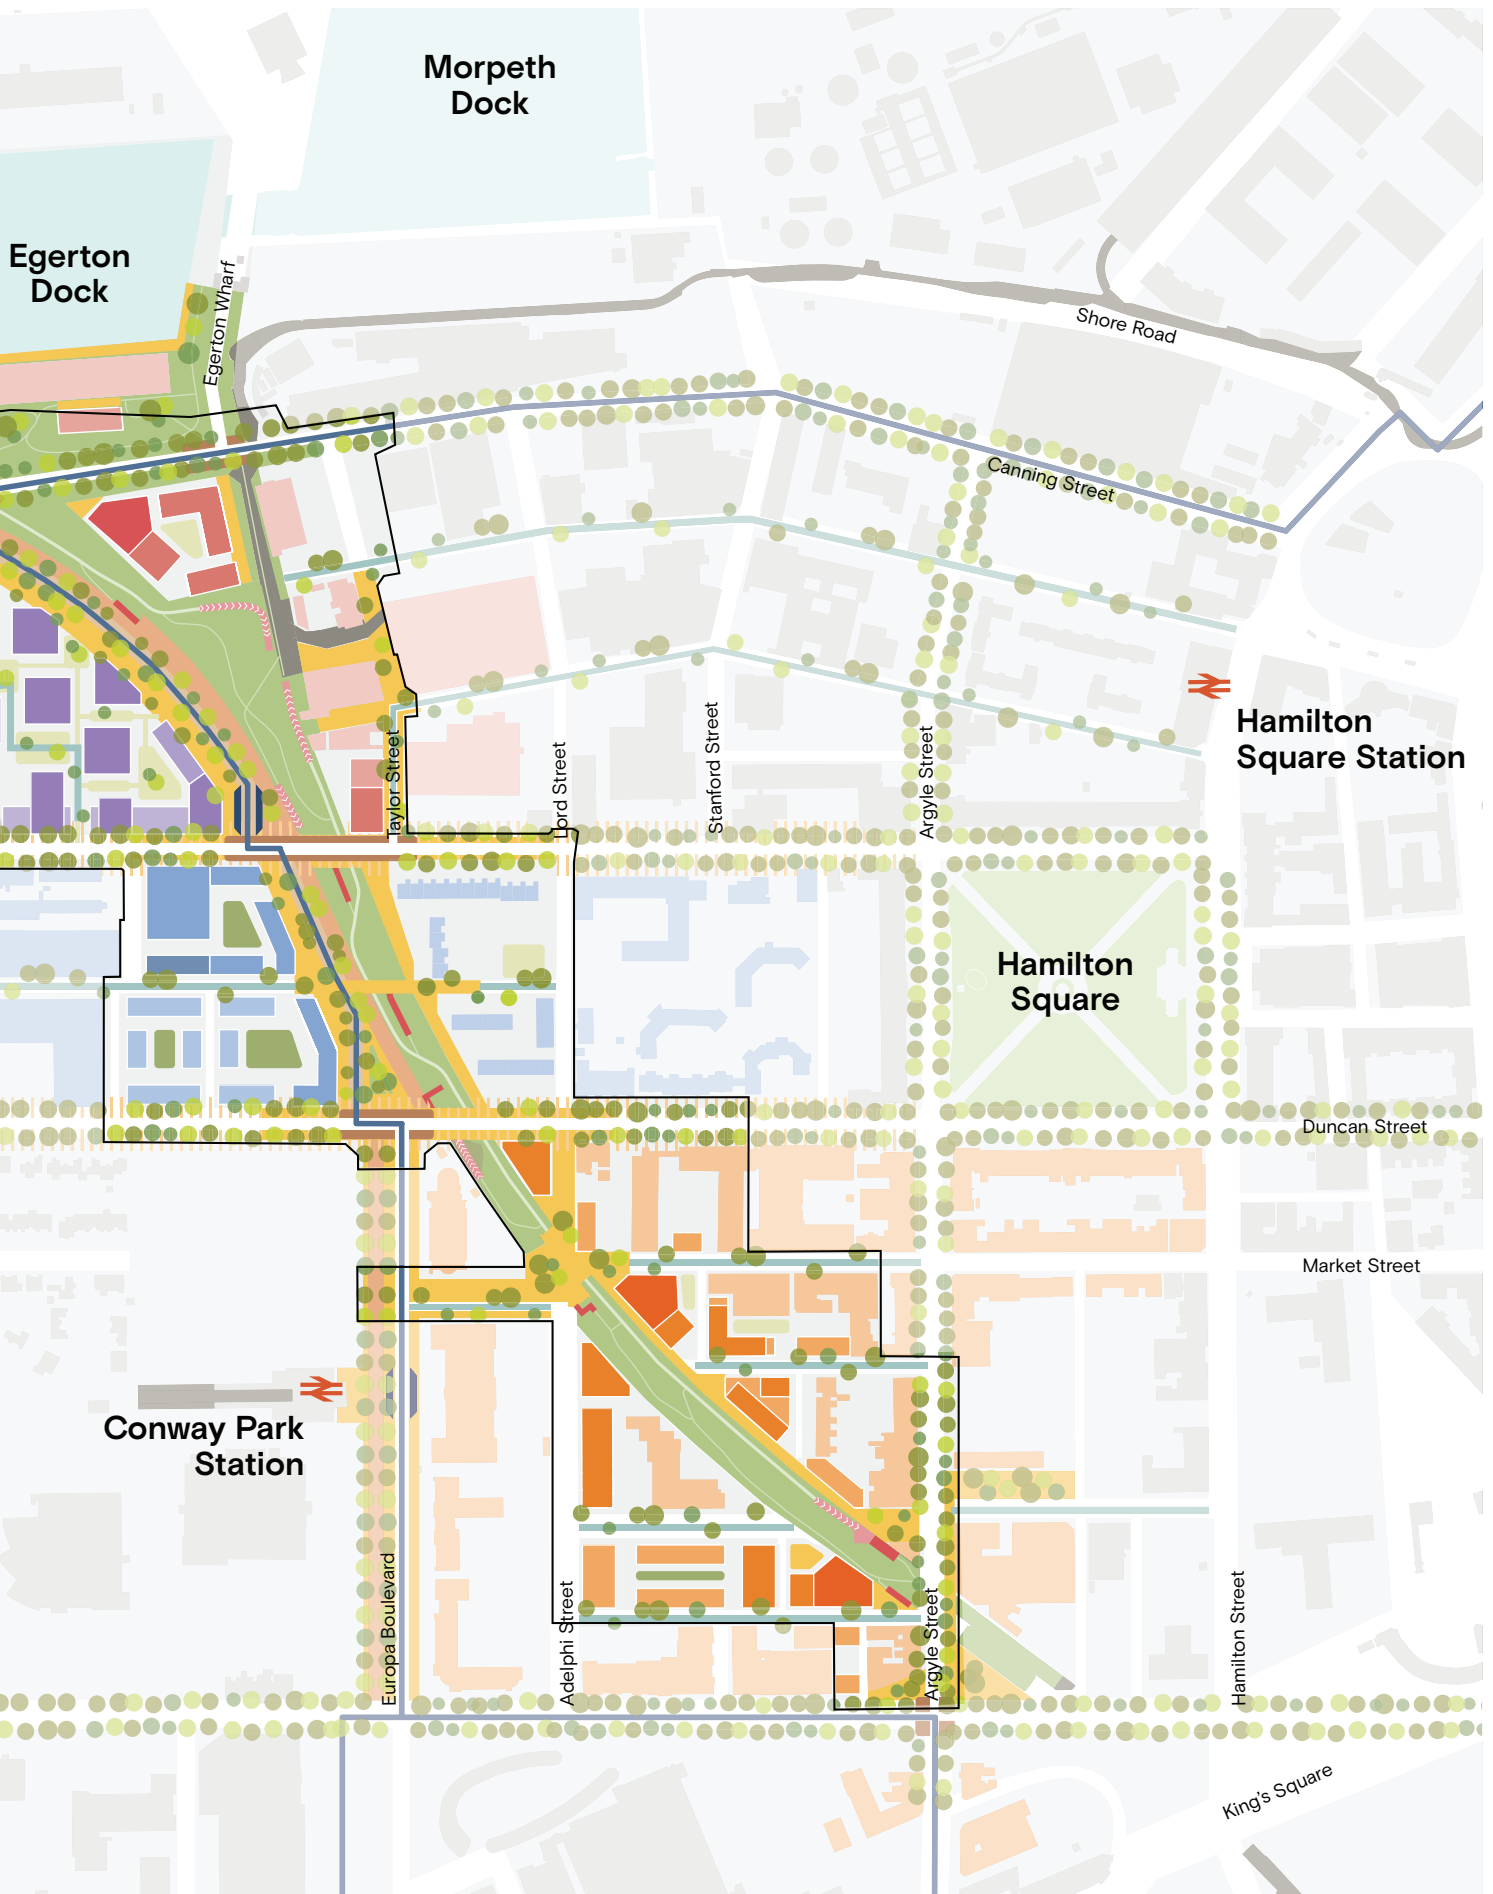 Morpeth
Dock
Egerton
Dock
Egerton Wharf
Shore Road
Canning Street
Hamilton
Square Station
Taylor Street
Lord Street
Stanford Street
Argyle Street
Hamilton
Square
Duncan Street
Market Street
Conway Park
Station
Europa Boulevard
Adelphi Street
Argyle Street
Hamilton Street
King's Square